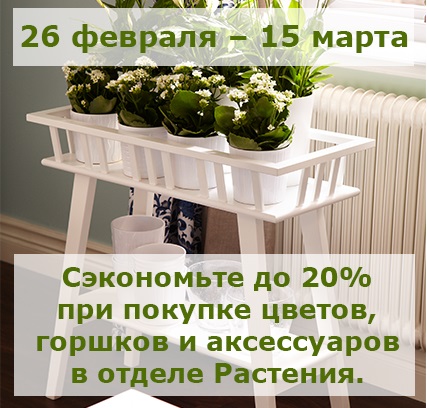 26 февраля – 15 марта
Сэкономьте до 20%
при покупке цветов,
горшков и аксессуаров
в отделе Растения.